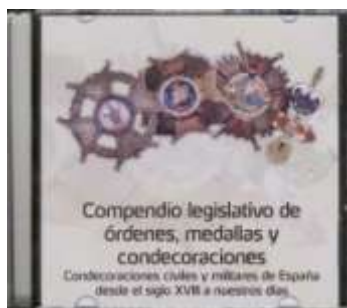 Compendio legislativo de
órdenes, medallas y
condecoraciones
Condecoraciones civiles y militares de España
desde el siglo XVIII a nuestros días